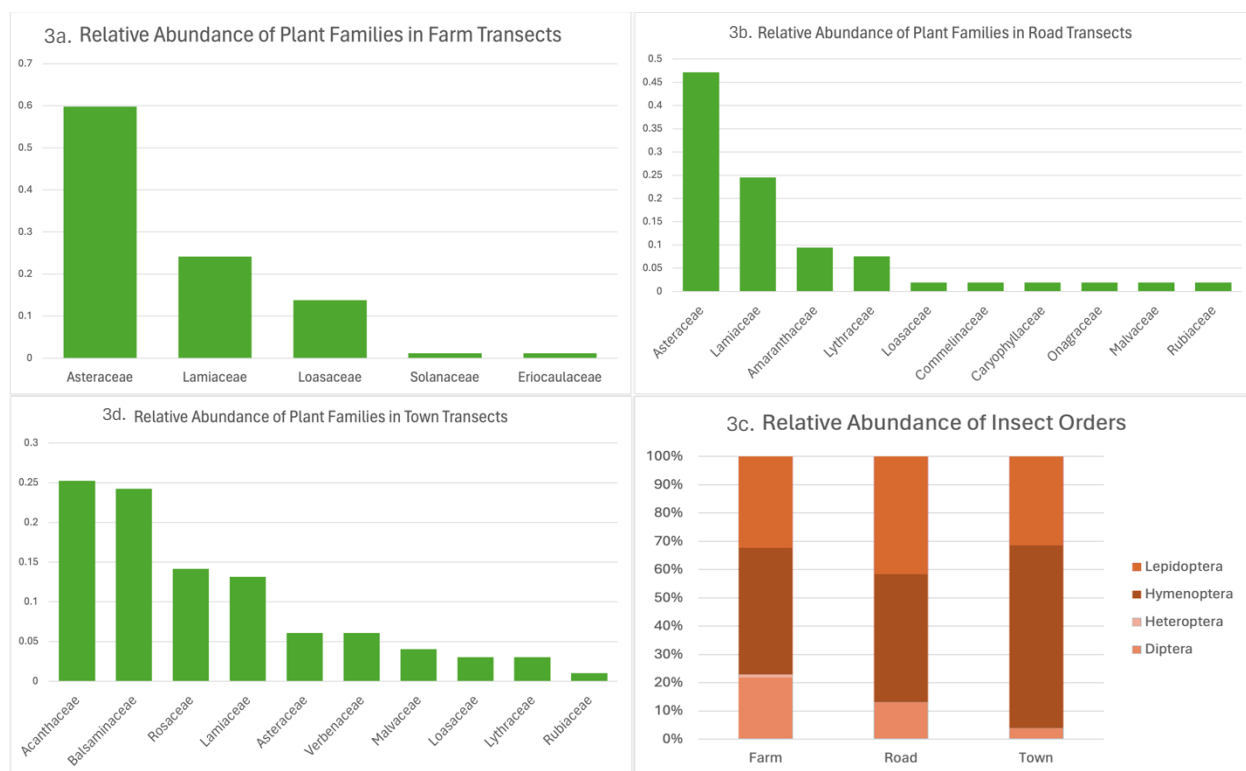 3a. Relative Abundance of Plant Families in Farm Transects
0.7
0.6
0.5
0.4
0.3
0.2
0.1
0
Asteraceae Lamiaceae Loasaceae Solanaceae Eriocaulaceae
3b. Relative Abundance of Plant Families in Road Transects
0.5
0.45
0.4
0.35
0.3
0.25
0.2
0.15
0.1
0.05
0
Asteraceae
Lamiaceae
Amaranthaceae
Lythraceae
Loasaceae
Commelinaceae
Caryophyllaceae
Onagraceae
Malvaceae
Rubiaceae
3d. Relative Abundance of Plant Families in Town Transects
0.3
0.25
0.2
0.15
0.1
0.05
0
Acanthaceae
Balsaminaceae
Rosaceae
Lamiaceae
Asteraceae
Verbenaceae
Malvaceae
Loasaceae
Lythraceae
Rubiaceae
3c. Relative Abundance of Insect Orders
100%
90%
80%
70%
60%
50%
40%
30%
20%
10%
0%
Farm Road Town
Lepidoptera
Hymenoptera
Heteroptera
Diptera